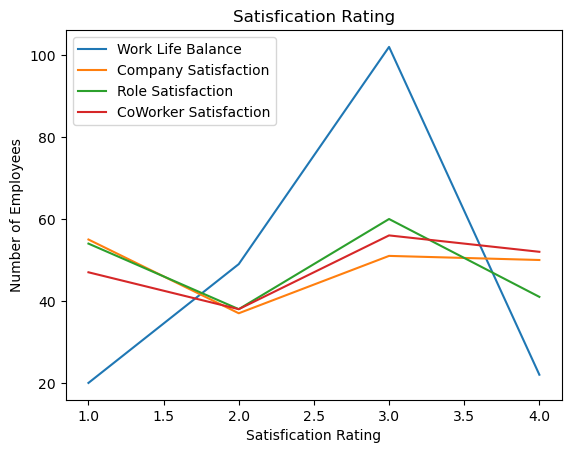 Satisfication Rating
Work Life Balance
Company Satisfaction
Role Satisfaction
CoWorker Satisfaction
Number of Employees
100
80
60
40
20
1.0 1.5 2.0 2.5 3.0 3.5 4.0
Satisfication Rating